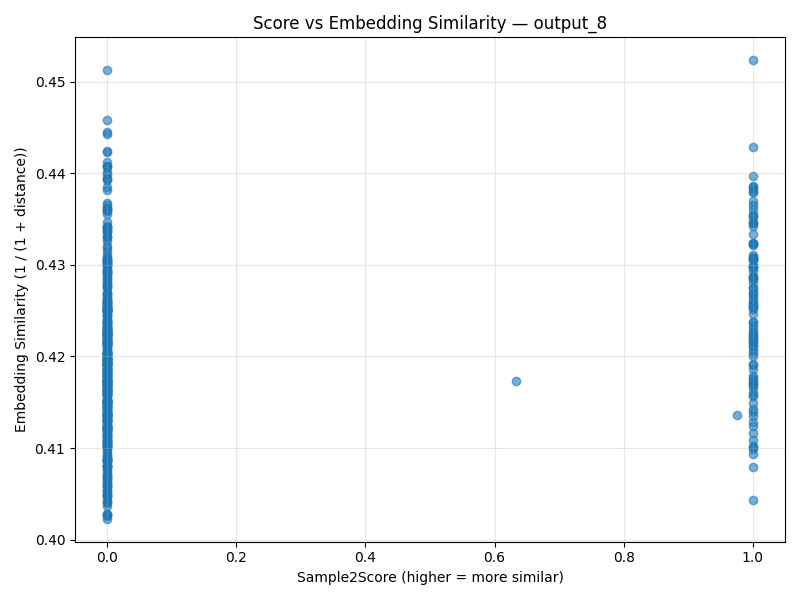 Score vs Embedding Similarity — output_8
Embedding Similarity (1 / (1 + distance))
0.45
0.44
0.43
0.42
0.41
0.40
0.0 0.2 0.4 0.6 0.8 1.0
Sample2Score (higher = more similar)